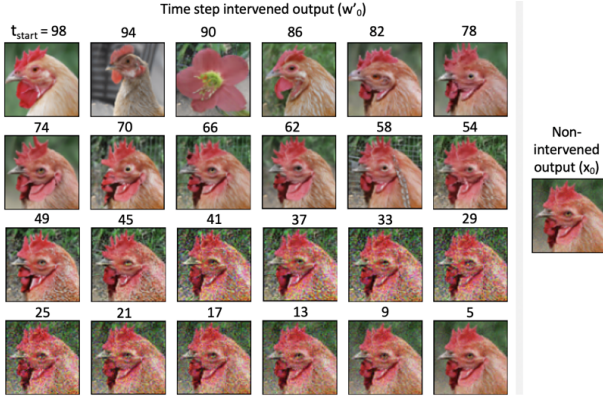 Time step intervened output (w'₀)
t_start = 98 94 90 86 82 78
74 70 66 62 58 54
Non-
intervened
output (x₀)
49 45 41 37 33 29
25 21 17 13 9 5